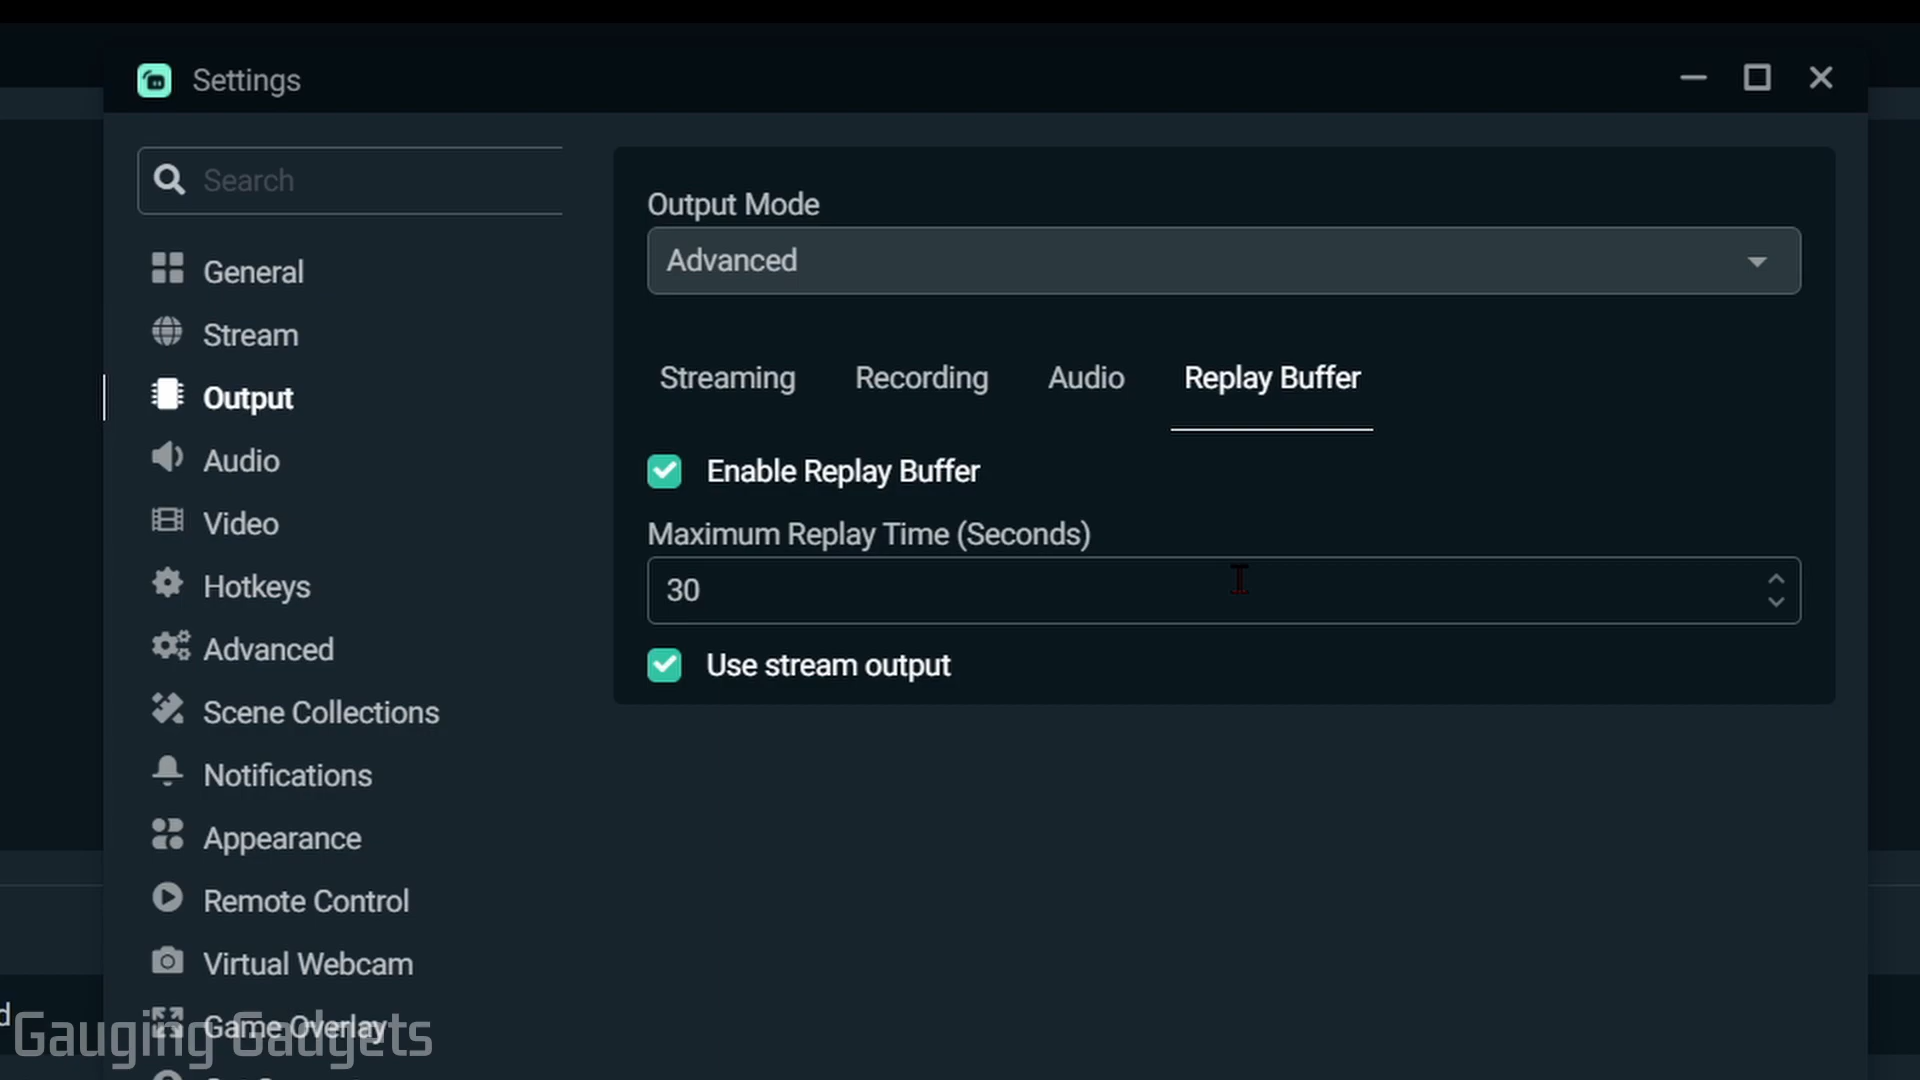 Settings
Search
General
Stream
Output
Audio
Video
Hotkeys
Advanced
Scene Collections
Notifications
Appearance
Remote Control
Virtual Webcam
Game Overlay
Output Mode
Advanced
Streaming Recording Audio Replay Buffer
Enable Replay Buffer
Maximum Replay Time (Seconds)
30
Use stream output
d
Gauging Gadgets